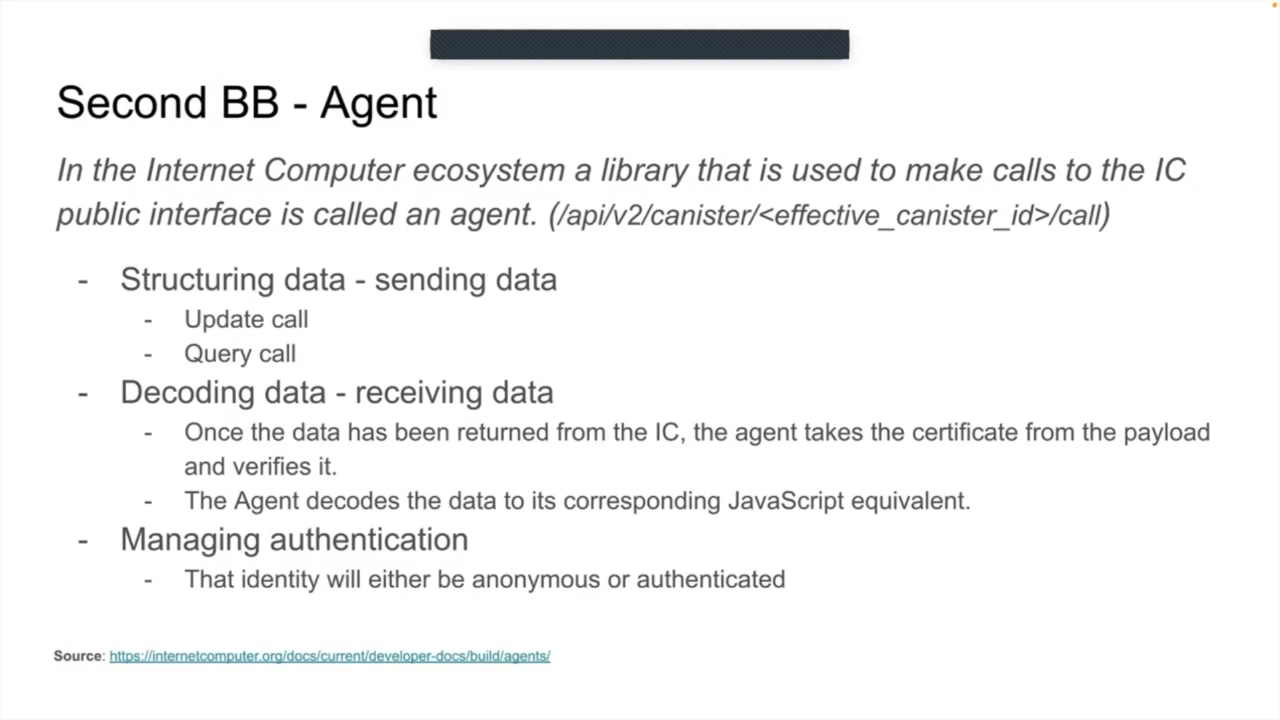 Second BB - Agent
In the Internet Computer ecosystem a library that is used to make calls to the IC
public interface is called an agent. (/api/v2/canister/<effective_canister_id>/call)
- Structuring data - sending data
- Update call
- Query call
- Decoding data - receiving data
- Once the data has been returned from the IC, the agent takes the certificate from the payload
and verifies it.
- The Agent decodes the data to its corresponding JavaScript equivalent.
- Managing authentication
- That identity will either be anonymous or authenticated
Source: https://internetcomputer.org/docs/current/developer-docs/build/agents/